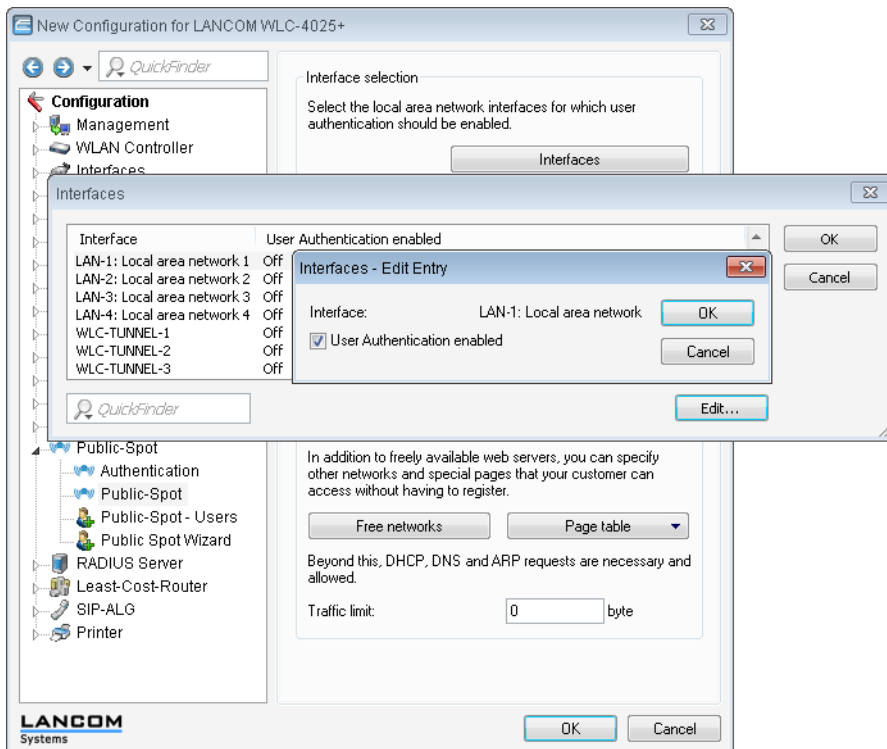 New Configuration for LANCOM WLC-4025+
QuickFinder
Configuration
Management
WLAN Controller
Interfaces
Interface selection
Select the local area network interfaces for which user
authentication should be enabled.
Interfaces
Interfaces
Interface User Authentication enabled
LAN-1: Local area network 1 Off
LAN-2: Local area network 2 Off
LAN-3: Local area network 3 Off
LAN-4: Local area network 4 Off
WLC-TUNNEL-1 Off
WLC-TUNNEL-2 Off
WLC-TUNNEL-3 Off
OK
Cancel
Interfaces - Edit Entry
Interface: LAN-1: Local area network
User Authentication enabled
OK
Cancel
QuickFinder
Edit...
Public-Spot
Authentication
Public-Spot
Public-Spot - Users
Public Spot Wizard
RADIUS Server
Least-Cost-Router
SIP-ALG
Printer
In addition to freely available web servers, you can specify
other networks and special pages that your customer can
access without having to register.
Free networks
Page table
Beyond this, DHCP, DNS and ARP requests are necessary and
allowed.
Traffic limit: 0 byte
LANCOM
Systems
OK
Cancel